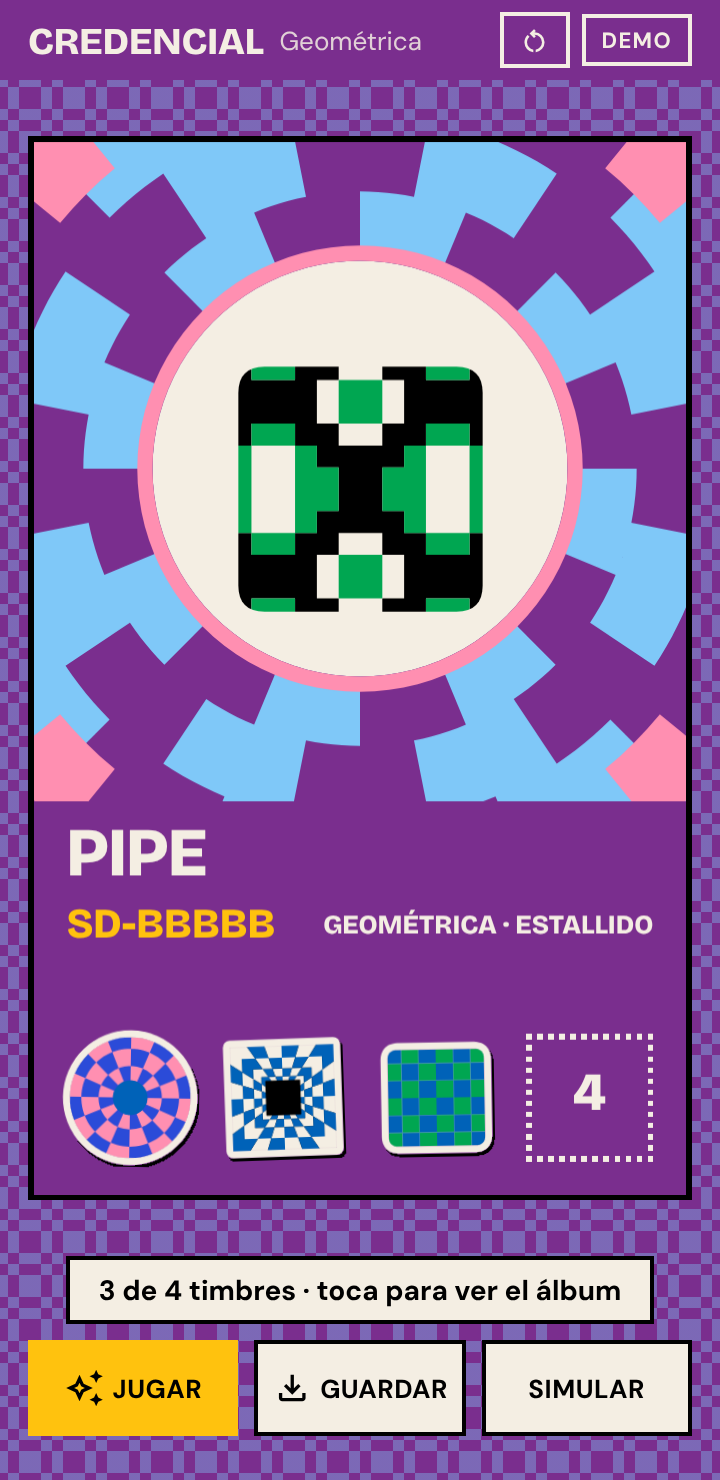 CREDENCIAL Geométrica DEMO
PIPE
SD-BBBBB GEOMÉTRICA · ESTALLIDO
4
3 de 4 timbres · toca para ver el álbum
JUGAR GUARDAR SIMULAR